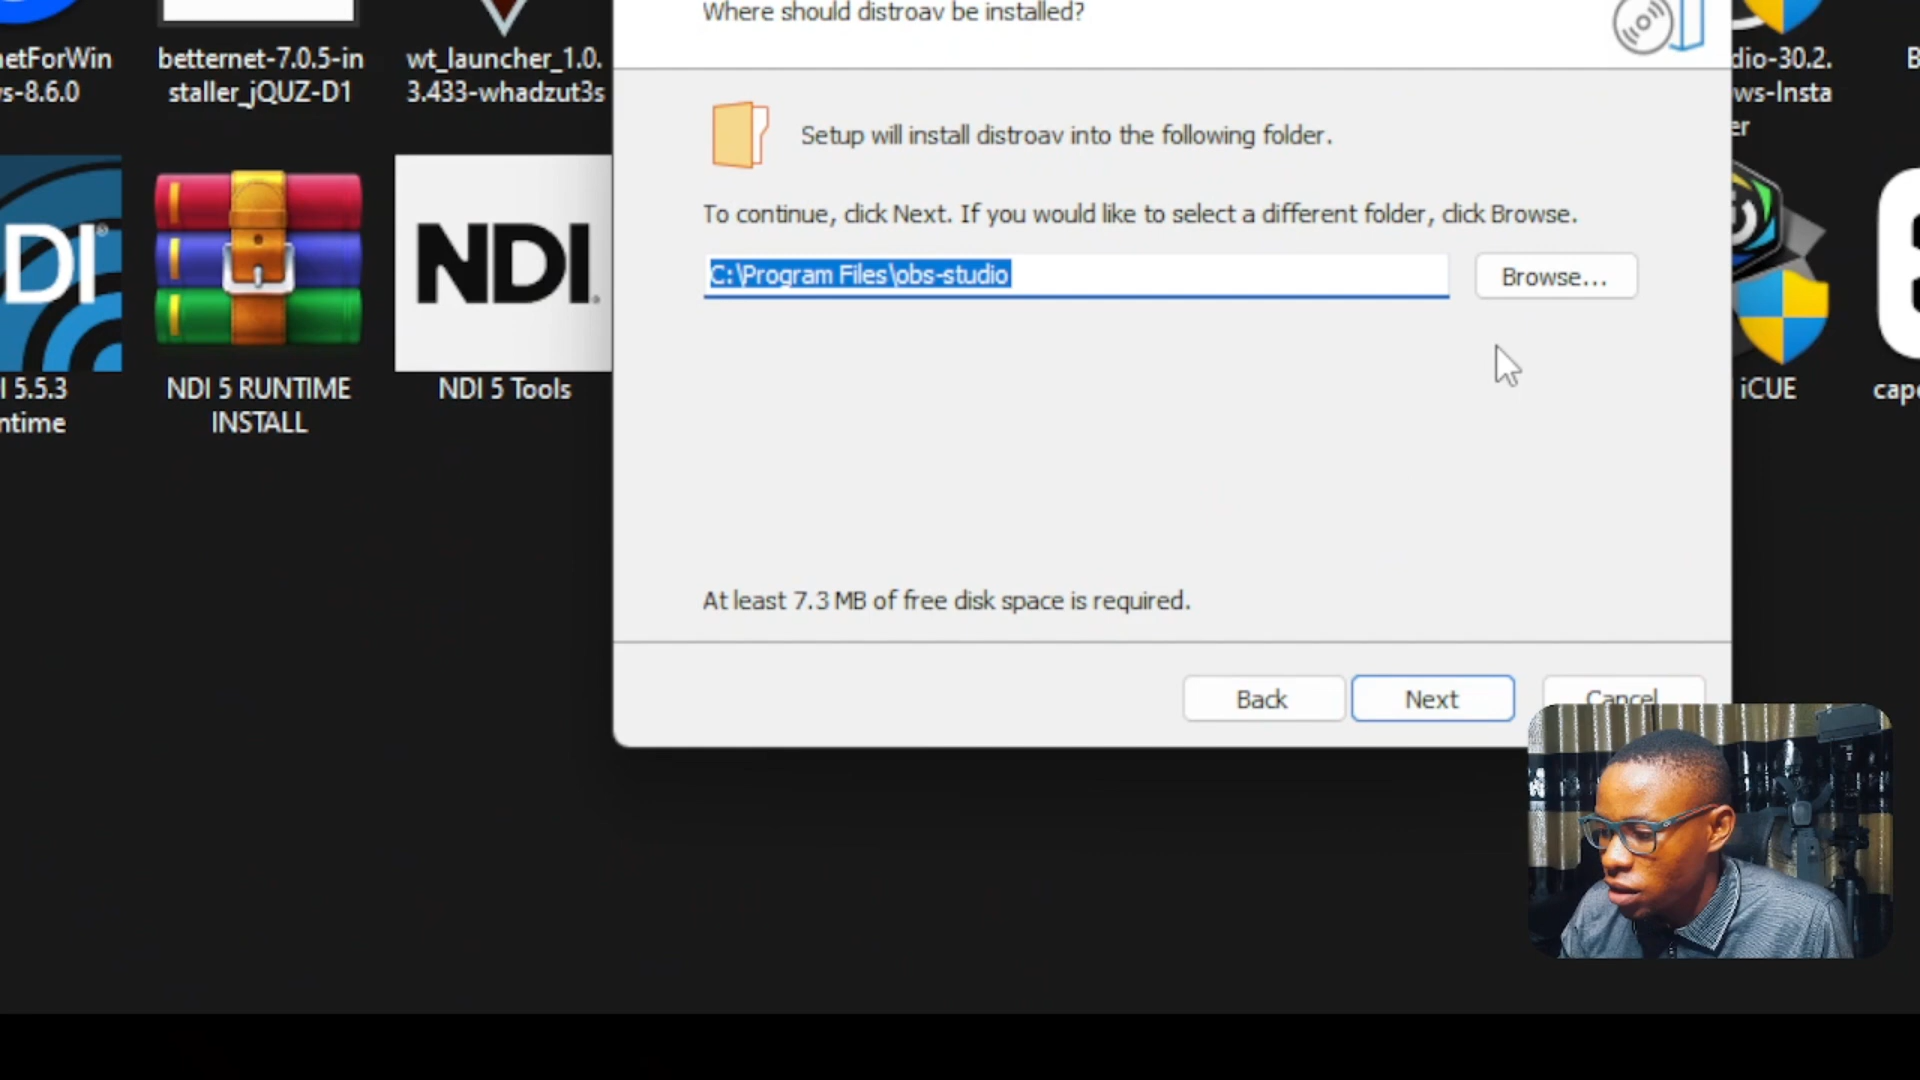 Where should distroav be installed?
netForWin
s-8.6.0
betternet-7.0.5-in
staller_jQUZ-D1
wt_launcher_1.0.
3.433-whadzut3s
dio-30.2.
ws-Insta
er
B
Setup will install distroav into the following folder.
To continue, click Next. If you would like to select a different folder, click Browse.
C:\Program Files\obs-studio
Browse...
DI®
NDI.
I 5.5.3
ntime
NDI 5 RUNTIME
INSTALL
NDI 5 Tools
iCUE
cap
At least 7.3 MB of free disk space is required.
Back
Next
Cancel